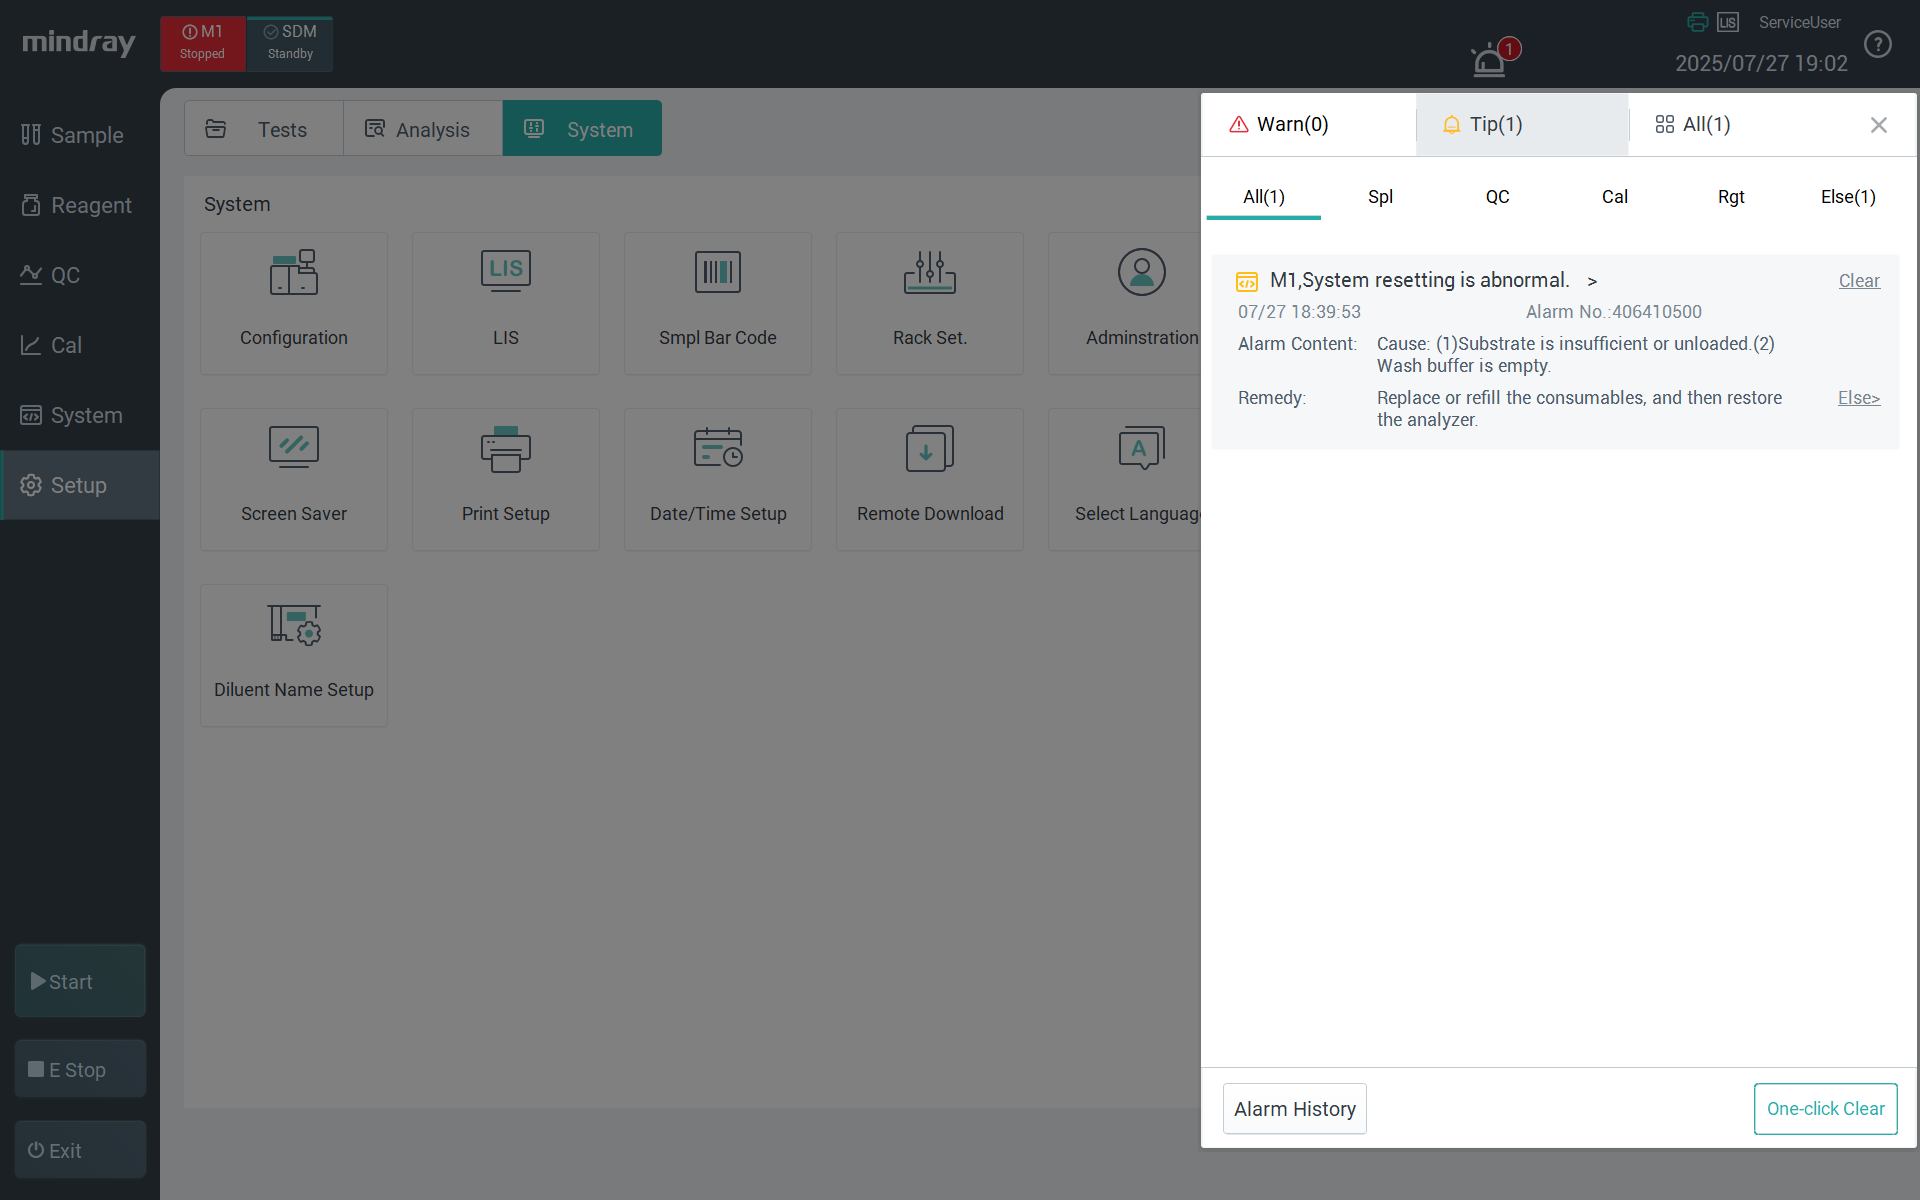 mindray
M1
Stopped
SDM
Standby
1
LIS
ServiceUser
2025/07/27 19:02
?
Sample
Reagent
QC
Cal
System
Setup
Start
E Stop
Exit
Tests
Analysis
System
System
Configuration
LIS
LIS
Smpl Bar Code
Rack Set.
Adminstration
Screen Saver
Print Setup
Date/Time Setup
Remote Download
A
Select Languag
Diluent Name Setup
Warn(0)
Tip(1)
All(1)
All(1)
Spl
QC
Cal
Rgt
Else(1)
M1,System resetting is abnormal. >
Clear
07/27 18:39:53
Alarm No.:406410500
Alarm Content: Cause: (1)Substrate is insufficient or unloaded.(2)
Wash buffer is empty.
Remedy: Replace or refill the consumables, and then restore
the analyzer.
Else>
Alarm History
One-click Clear